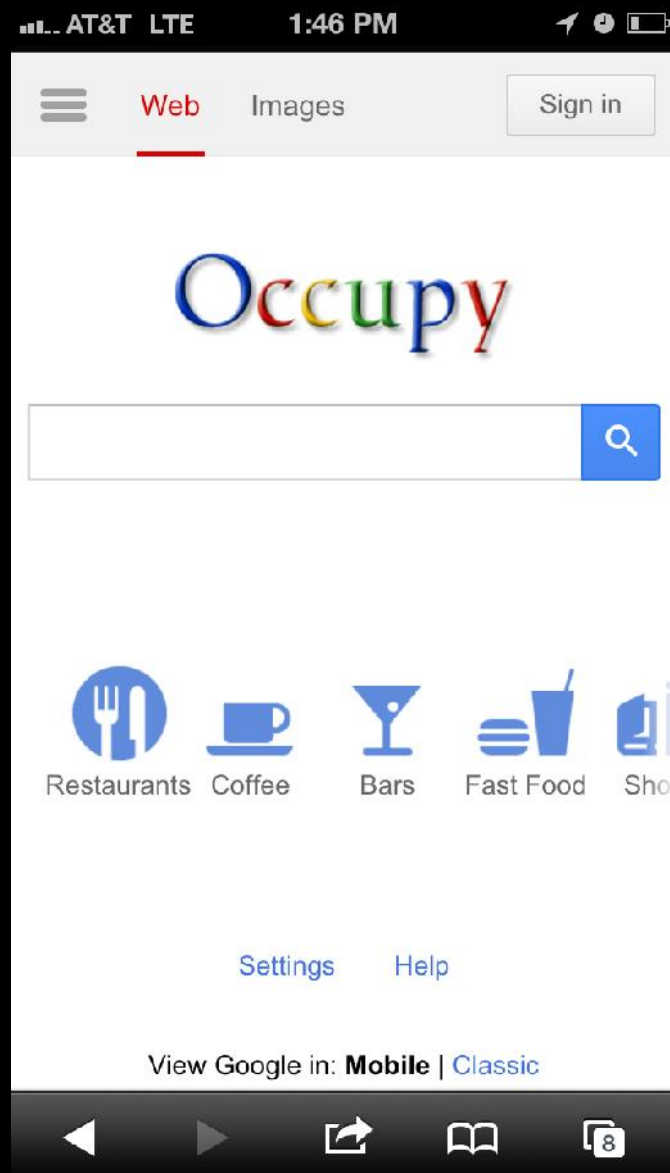 AT&T LTE 1:46 PM
Web Images Sign in
Occupy
Restaurants Coffee Bars Fast Food Sho
Settings Help
View Google in: Mobile | Classic
8